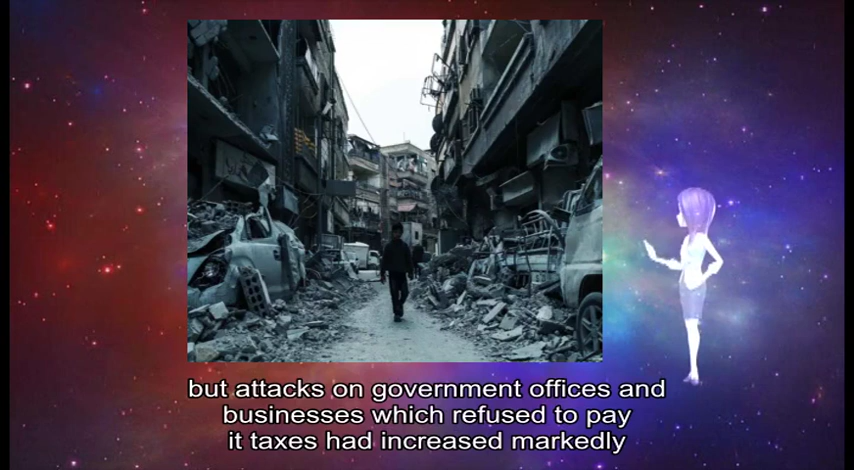 but attacks on government offices and
businesses which refused to pay
it taxes had increased markedly